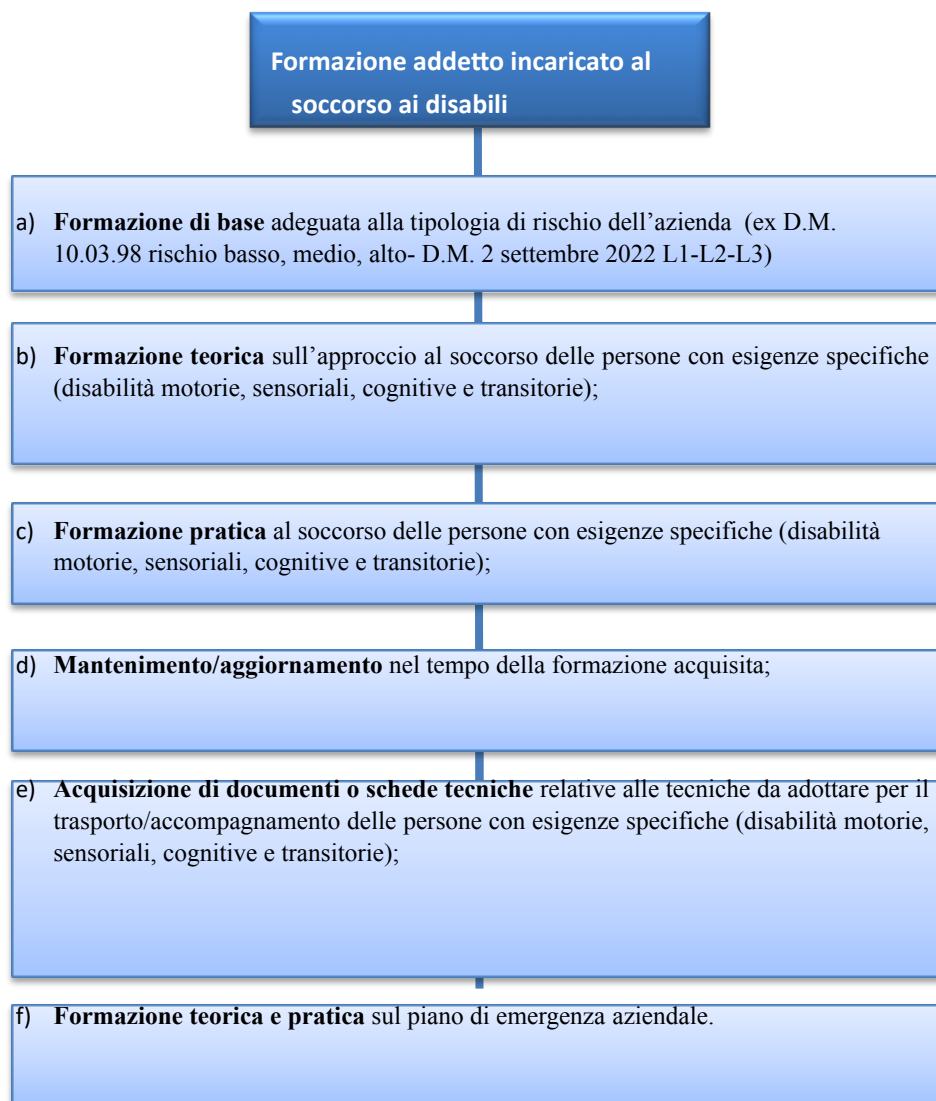 Formazione addetto incaricato al
soccorso ai disabili
a) Formazione di base adeguata alla tipologia di rischio dell’azienda (ex D.M.
10.03.98 rischio basso, medio, alto- D.M. 2 settembre 2022 L1-L2-L3)
b) Formazione teorica sull’approccio al soccorso delle persone con esigenze specifiche
(disabilità motorie, sensoriali, cognitive e transitorie);
c) Formazione pratica al soccorso delle persone con esigenze specifiche (disabilità
motorie, sensoriali, cognitive e transitorie);
d) Mantenimento/aggiornamento nel tempo della formazione acquisita;
e) Acquisizione di documenti o schede tecniche relative alle tecniche da adottare per il
trasporto/accompagnamento delle persone con esigenze specifiche (disabilità motorie,
sensoriali, cognitive e transitorie);
f) Formazione teorica e pratica sul piano di emergenza aziendale.